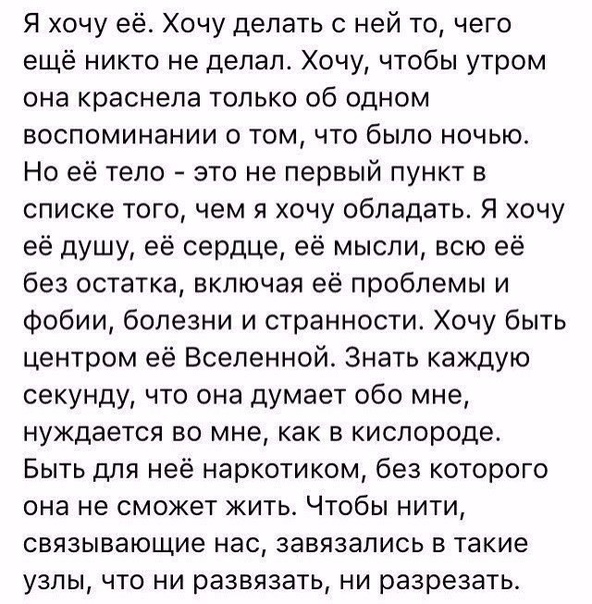 Я хочу её. Хочу делать с ней то, чего
ещё никто не делал. Хочу, чтобы утром
она краснела только об одном
воспоминании о том, что было ночью.
Но её тело - это не первый пункт в
списке того, чем я хочу обладать. Я хочу
её душу, её сердце, её мысли, всю её
без остатка, включая её проблемы и
фобии, болезни и странности. Хочу быть
центром её Вселенной. Знать каждую
секунду, что она думает обо мне,
нуждается во мне, как в кислороде.
Быть для неё наркотиком, без которого
она не сможет жить. Чтобы нити,
связывающие нас, завязались в такие
узлы, что ни развязать, ни разрезать.